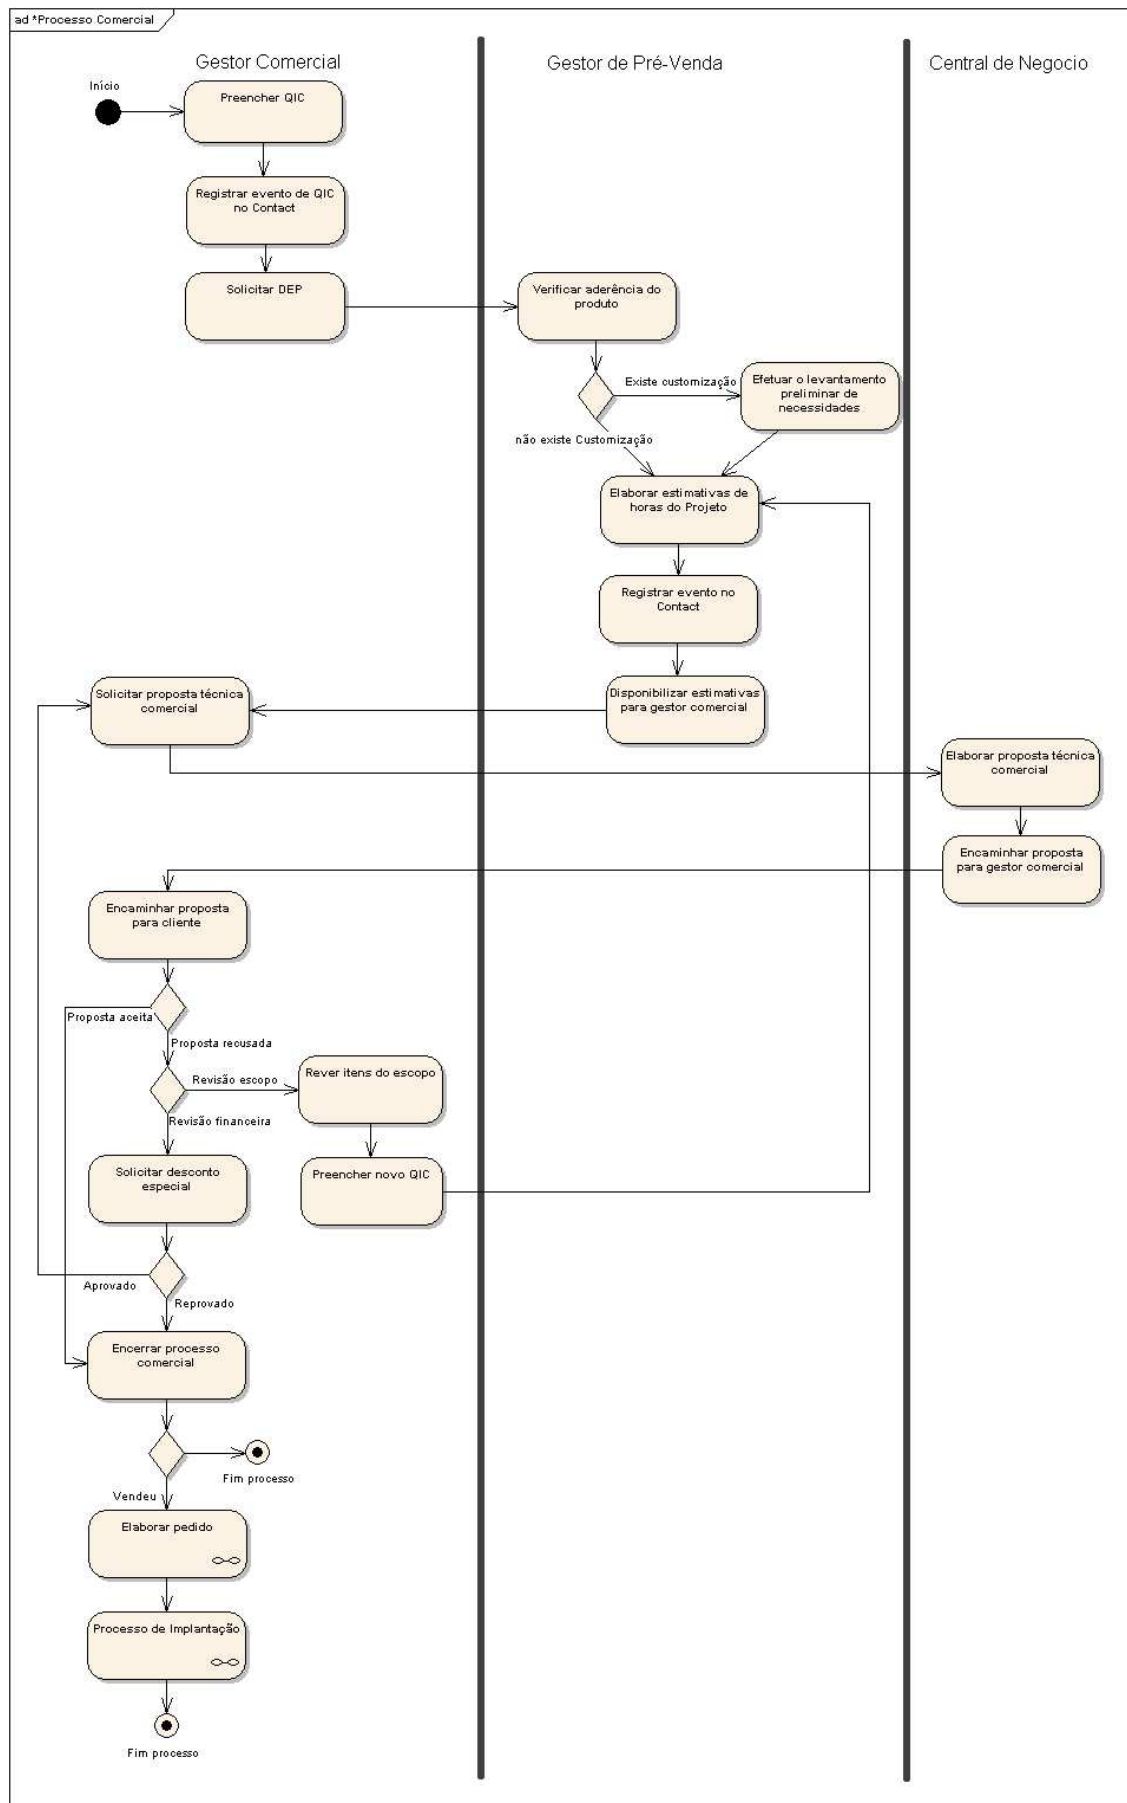 ad *Processo Comercial
Gestor Comercial
Gestor de Pré-Venda
Central de Negocio
Início
Preencher QIC
Registrar evento de QIC
no Contact
Solicitar DEP
Verificar aderência do
produto
Existe customização
Efetuar o levantamento
preliminar de
necessidades
não existe Customização
Elaborar estimativas de
horas do Projeto
Registrar evento no
Contact
Solicitar proposta técnica
comercial
Disponibilizar estimativas
para gestor comercial
Elaborar proposta técnica
comercial
Encaminhar proposta
para gestor comercial
Encaminhar proposta
para cliente
Proposta aceita
Proposta recusada
Revisão escopo
Rever itens do escopo
Revisão financeira
Solicitar desconto
especial
Preencher novo QIC
Aprovado
Reprovado
Encerrar processo
comercial
Fim processo
Vendeu
Elaborar pedido
Processo de Implantação
Fim processo